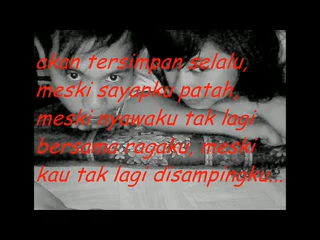 akan tersimpan selalu,
meski sayapku patah,
meski nyawaku tak lagi
bersama ragaku, meski
kau tak lagi disampingku...